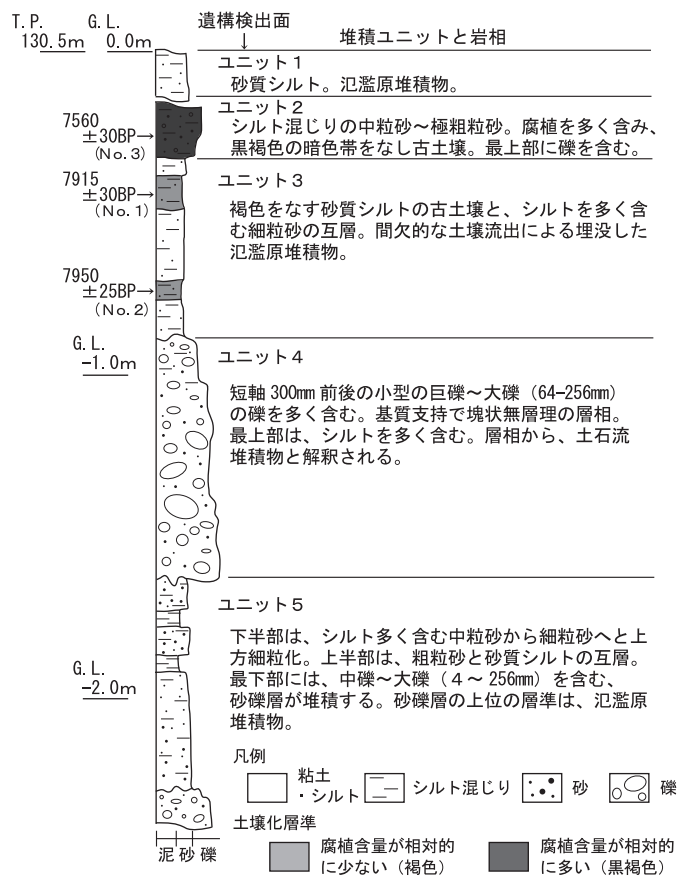 T.P. G.L. 遺構検出面
130.5m 0.0m ↓ 堆積ユニットと岩相
ユニット1
砂質シルト。氾濫原堆積物。
ユニット2
シルト混じりの中粒砂～極粗粒砂。腐植を多く含み、
黒褐色の暗色帯をなし古土壌。最上部に礫を含む。
7560
±30BP→
(No.3)
7915
±30BP→
(No.1)
ユニット3
褐色をなす砂質シルトの古土壌と、シルトを多く含
む細粒砂の互層。間欠的な土壌流出による埋没した
氾濫原堆積物。
7950
±25BP→
(No.2)
G.L.
-1.0m
ユニット4
短軸300mm前後の小型の巨礫～大礫（64-256mm）
の礫を多く含む。基質支持で塊状無層理の層相。
最上部は、シルトを多く含む。層相から、土石流
堆積物と解釈される。
ユニット5
下半部は、シルト多く含む中粒砂から細粒砂へと上
方細粒化。上半部は、粗粒砂と砂質シルトの互層。
最下部には、中礫～大礫（4～256mm）を含む、
砂礫層が堆積する。砂礫層の上位の層準は、氾濫原
堆積物。
G.L.
-2.0m
凡例
粘土
・シルト
シルト混じり
砂
礫
土壌化層準
泥 砂 礫
腐植含量が相対的
に少ない（褐色）
腐植含量が相対的
に多い（黒褐色）